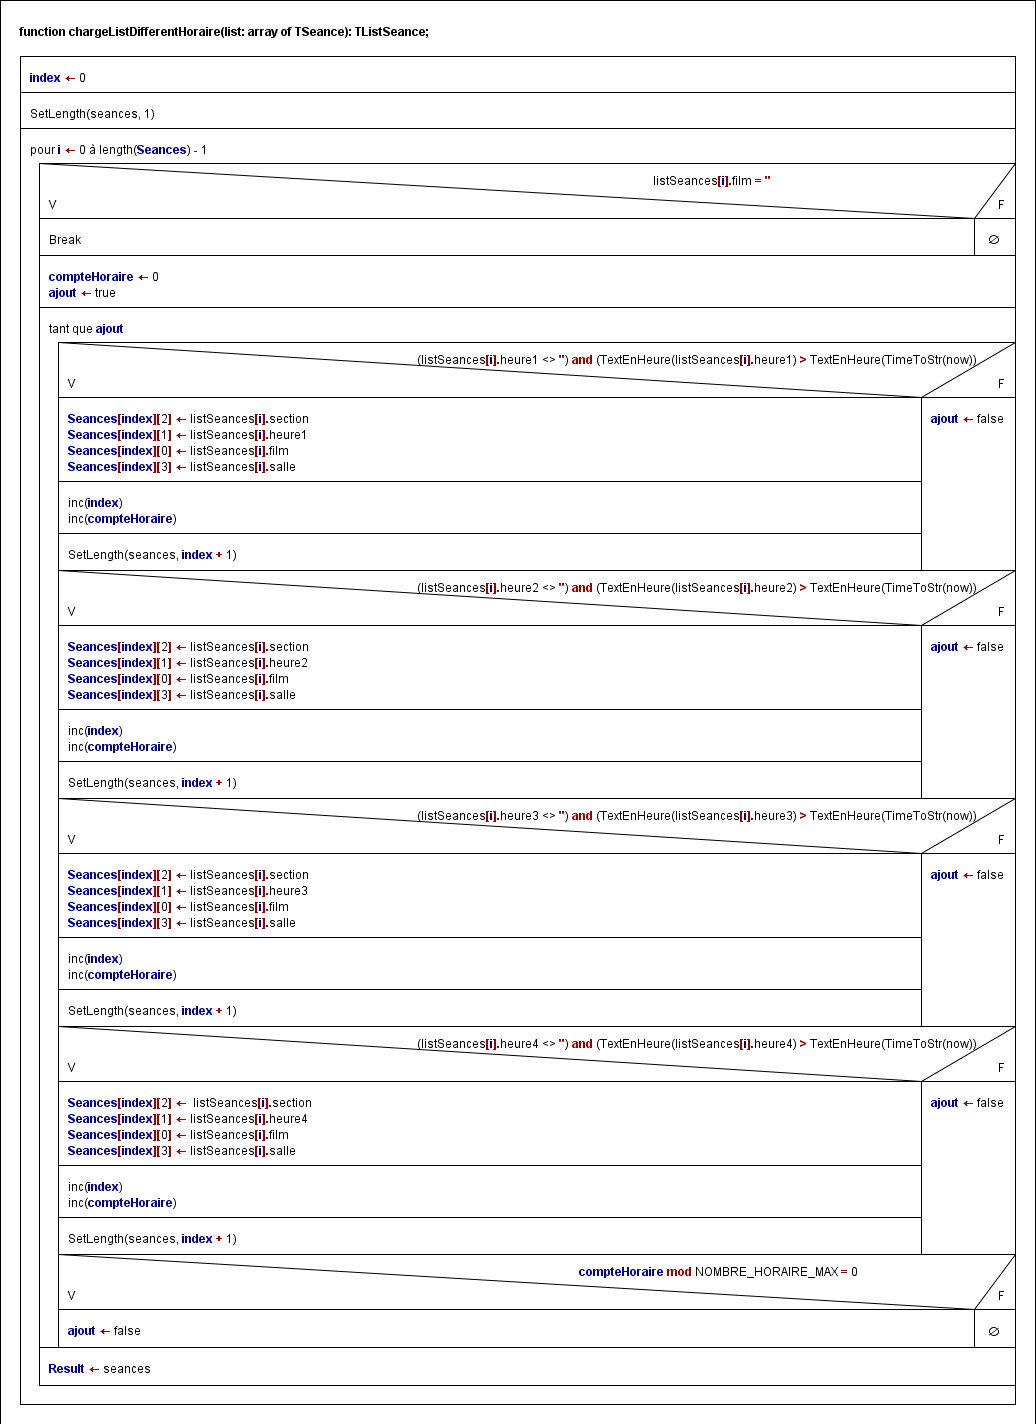 function chargeListDifferentHoraire(list: array of TSeance): TListSeance;
index ← 0
SetLength(seances, 1)
pour i ← 0 à length(Seances) - 1
listSeances[i].film = ''
V F
Break ∅
compteHoraire ← 0
ajout ← true
tant que ajout
(listSeances[i].heure1 <> '') and (TextEnHeure(listSeances[i].heure1) > TextEnHeure(TimeToStr(now))
V F
Seances[index][2] ← listSeances[i].section ajout ← false
Seances[index][1] ← listSeances[i].heure1
Seances[index][0] ← listSeances[i].film
Seances[index][3] ← listSeances[i].salle
inc(index)
inc(compteHoraire)
SetLength(seances, index + 1)
(listSeances[i].heure2 <> '') and (TextEnHeure(listSeances[i].heure2) > TextEnHeure(TimeToStr(now))
V F
Seances[index][2] ← listSeances[i].section ajout ← false
Seances[index][1] ← listSeances[i].heure2
Seances[index][0] ← listSeances[i].film
Seances[index][3] ← listSeances[i].salle
inc(index)
inc(compteHoraire)
SetLength(seances, index + 1)
(listSeances[i].heure3 <> '') and (TextEnHeure(listSeances[i].heure3) > TextEnHeure(TimeToStr(now))
V F
Seances[index][2] ← listSeances[i].section ajout ← false
Seances[index][1] ← listSeances[i].heure3
Seances[index][0] ← listSeances[i].film
Seances[index][3] ← listSeances[i].salle
inc(index)
inc(compteHoraire)
SetLength(seances, index + 1)
(listSeances[i].heure4 <> '') and (TextEnHeure(listSeances[i].heure4) > TextEnHeure(TimeToStr(now))
V F
Seances[index][2] ← listSeances[i].section ajout ← false
Seances[index][1] ← listSeances[i].heure4
Seances[index][0] ← listSeances[i].film
Seances[index][3] ← listSeances[i].salle
inc(index)
inc(compteHoraire)
SetLength(seances, index + 1)
compteHoraire mod NOMBRE_HORAIRE_MAX = 0
V F
ajout ← false ∅
Result ← seances